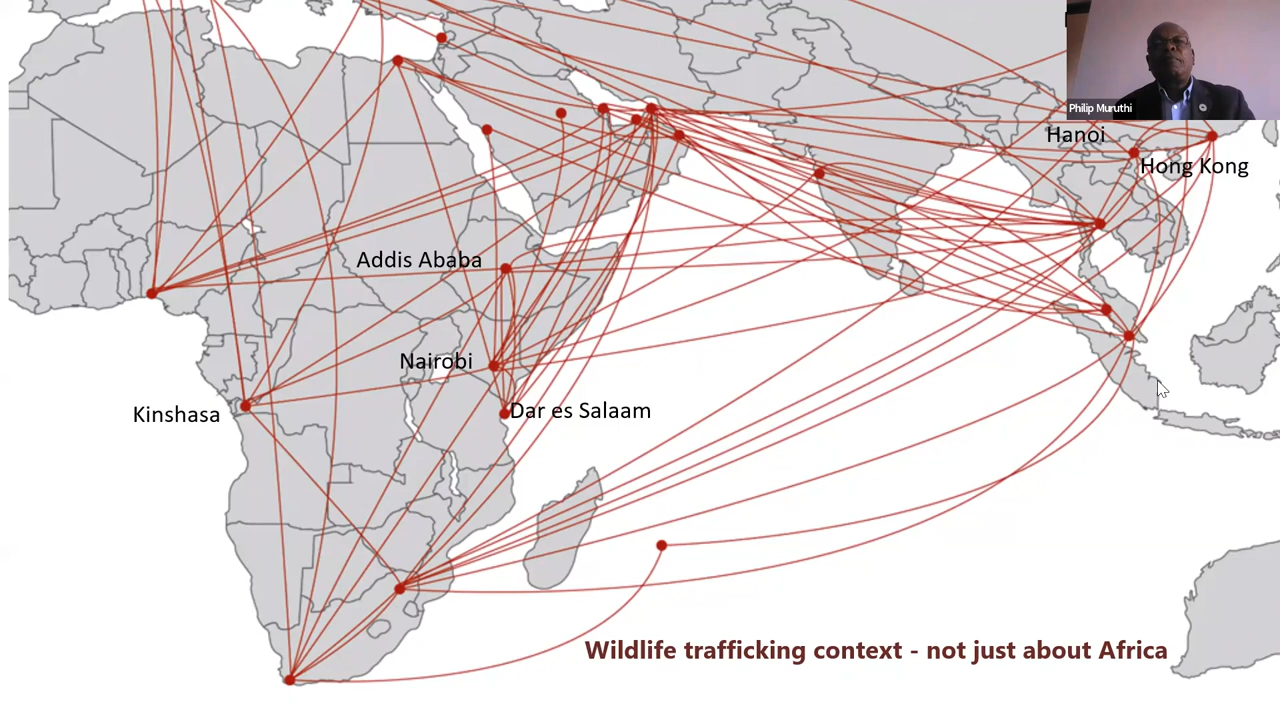 Philip Muruthi
Hanoi
Hong Kong
Addis Ababa
Nairobi
Kinshasa
Dar es Salaam
Wildlife trafficking context - not just about Africa